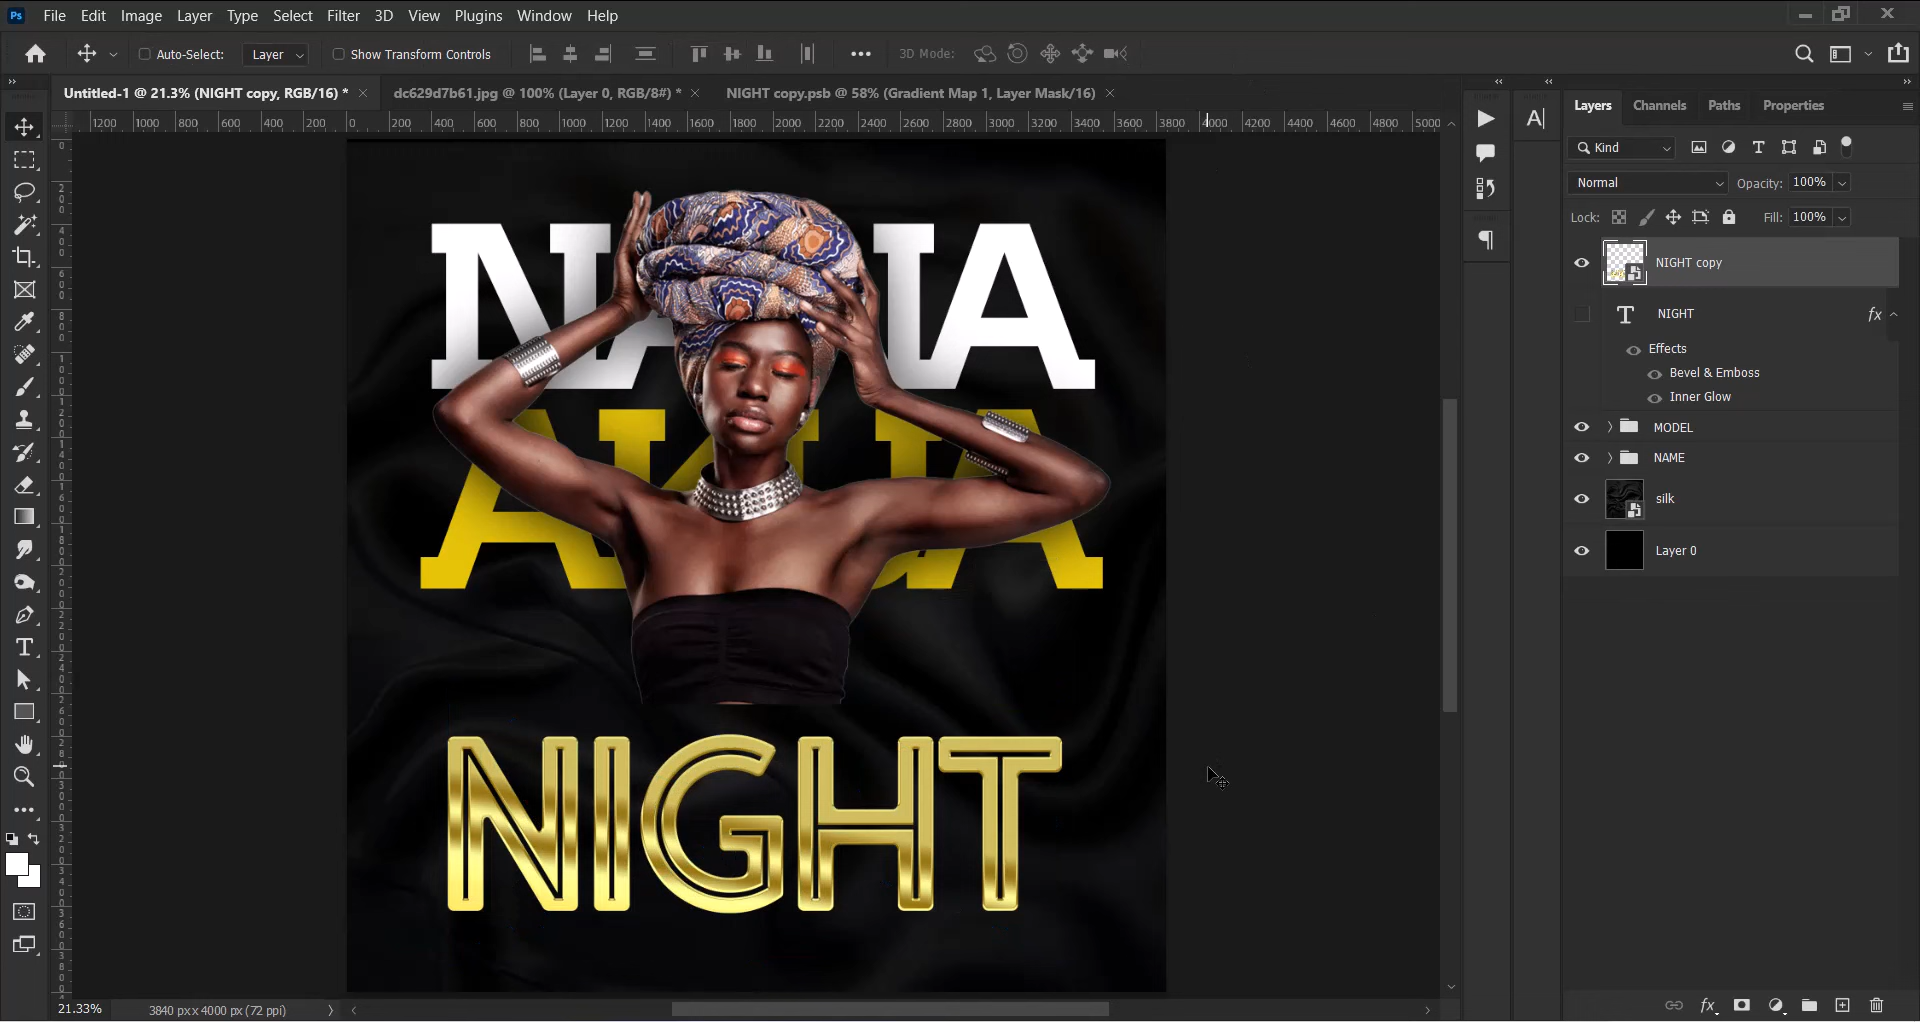 Ps File Edit Image Layer Type Select Filter 3D View Plugins Window Help
Auto-Select: Layer Show Transform Controls ••• 3D Mode:
Untitled-1 @ 21.3% (NIGHT copy, RGB/16) * × dc629d7b61.jpg @ 100% (Layer 0, RGB/8#) * × NIGHT copy.psb @ 58% (Gradient Map 1, Layer Mask/16) ×
1200 1000 800 600 400 200 0 200 400 600 800 1000 1200 1400 1600 1800 2000 2200 2400 2600 2800 3000 3200 3400 3600 3800 4000 4200 4400 4600 4800 5000
NIGHT
21.33% 3840 px x 4000 px (72 ppi)
Layers Channels Paths Properties
Kind
Normal Opacity: 100%
Lock: Fill: 100%
NIGHT copy
NIGHT fx
Effects
Bevel & Emboss
Inner Glow
MODEL
NAME
silk
Layer 0
fx